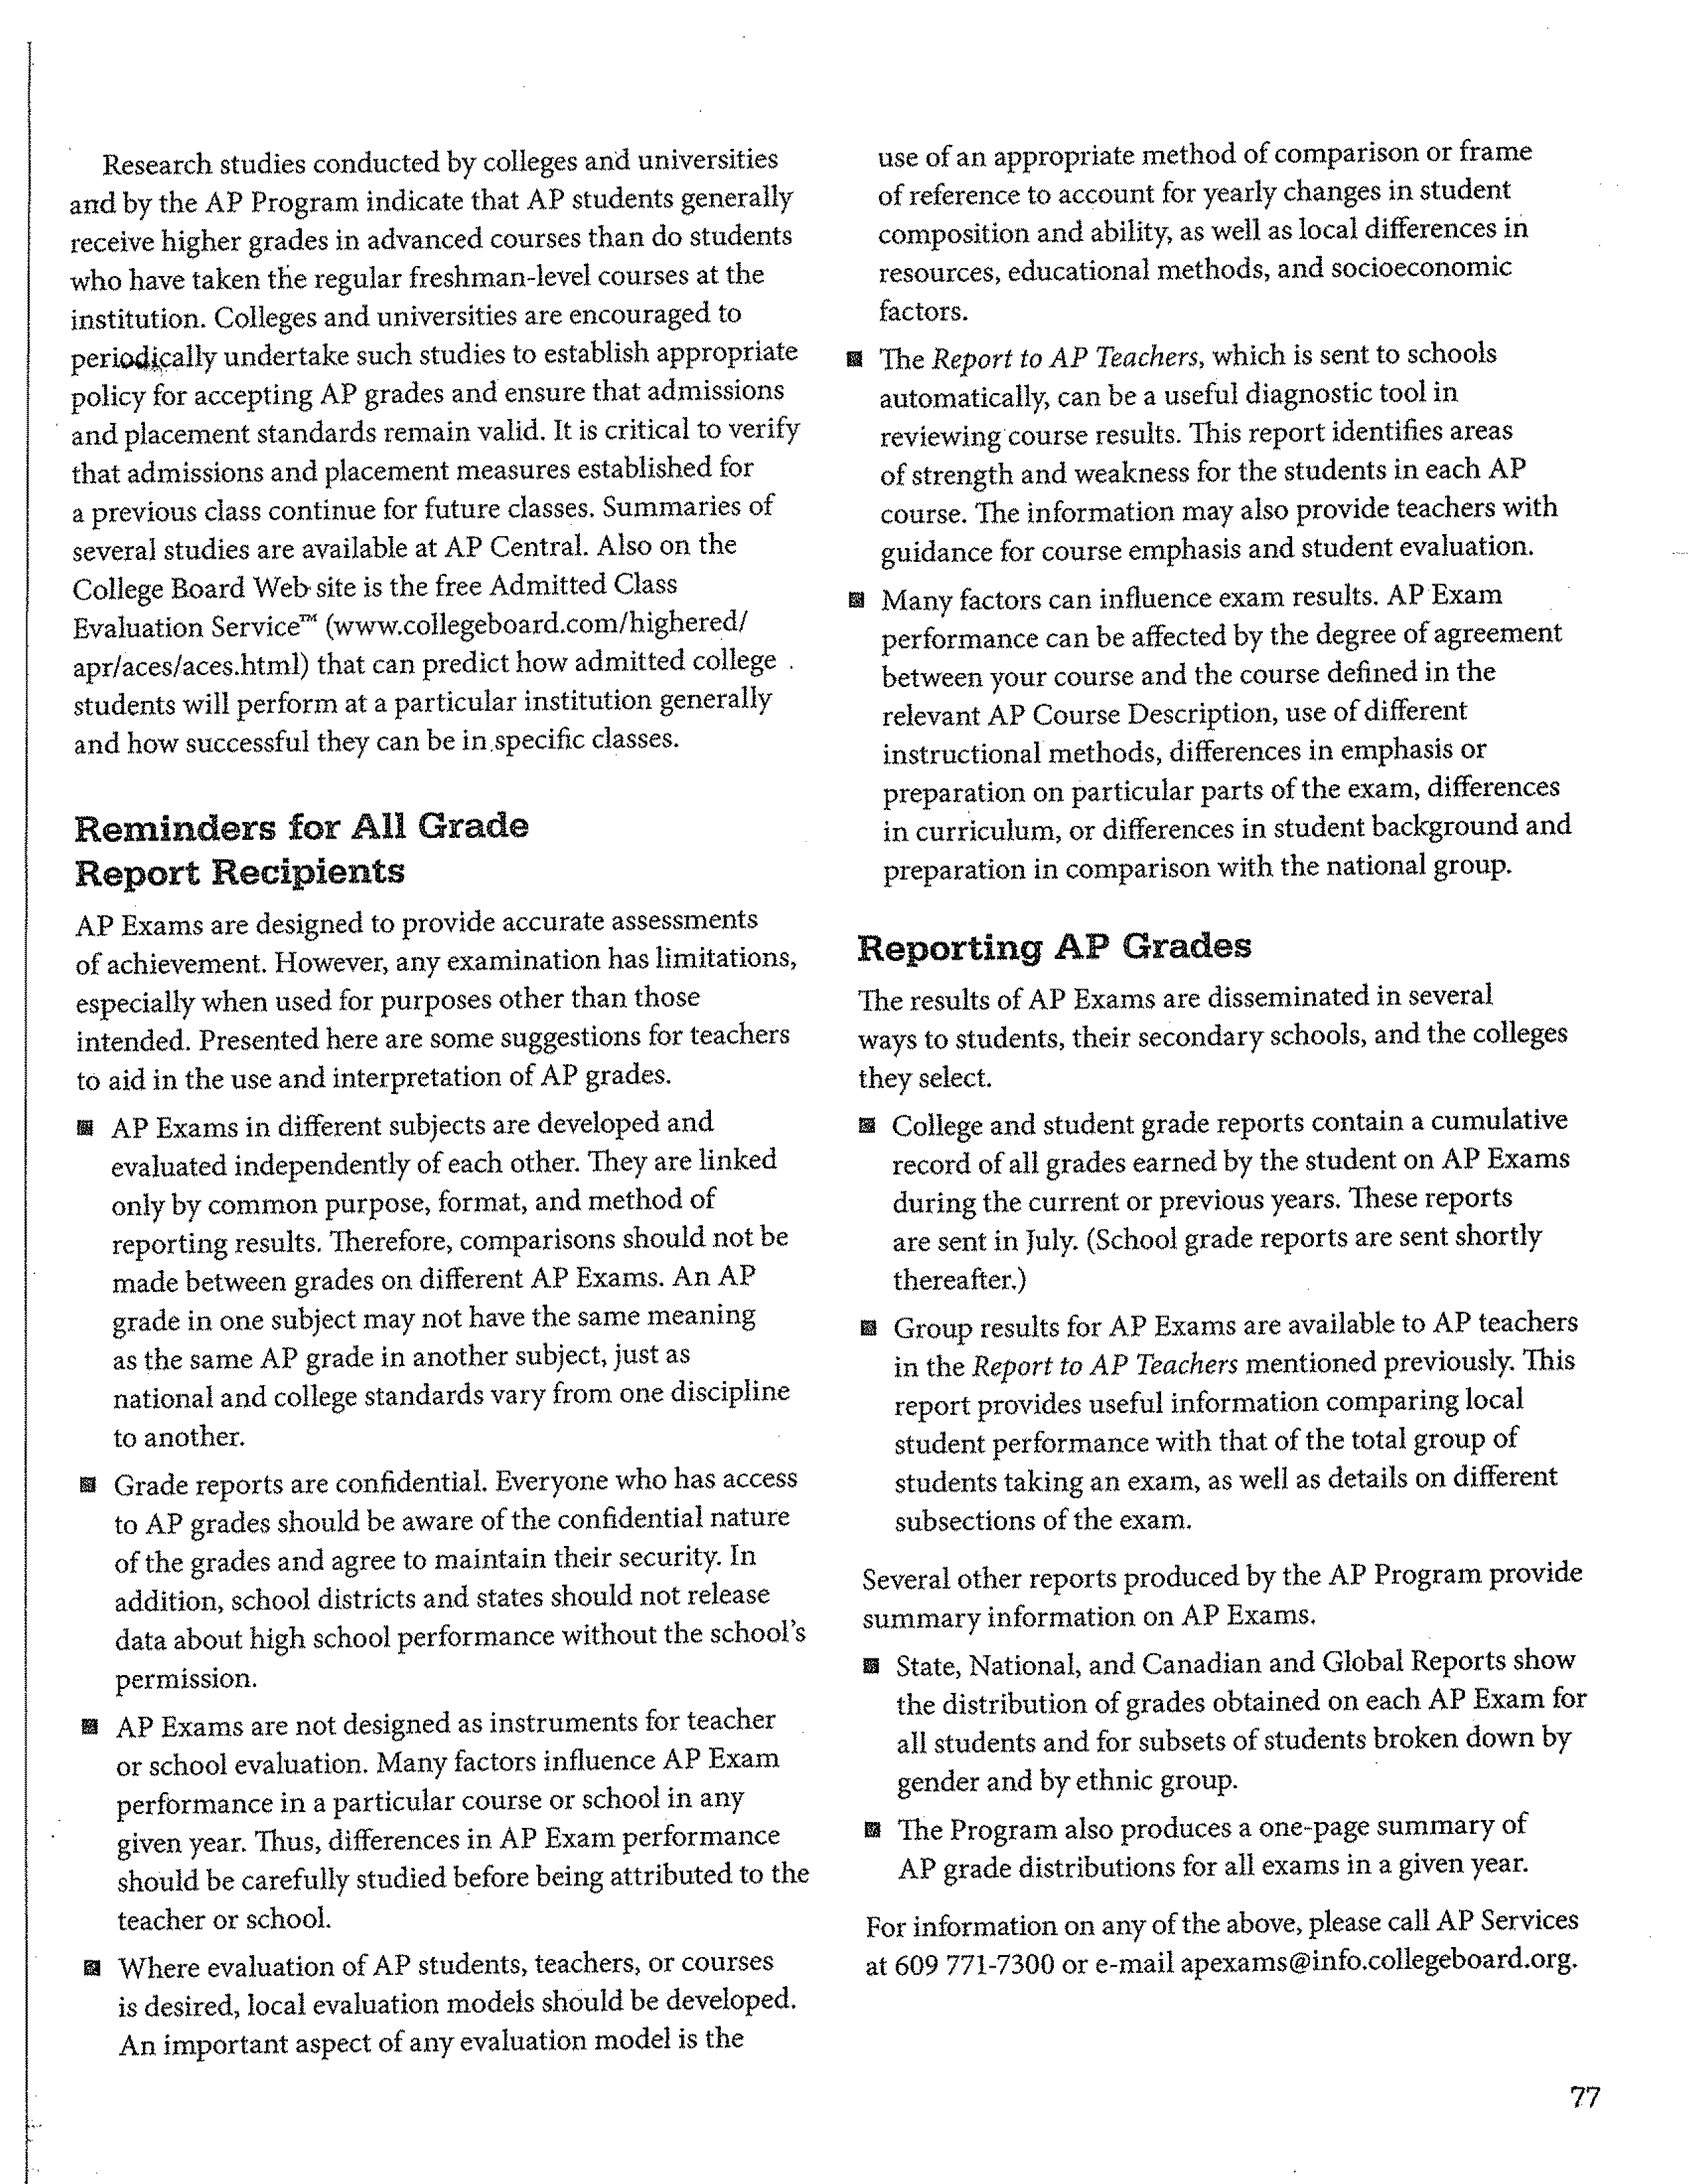 Research studies conducted by colleges and universities
and by the AP Program indicate that AP students generally
receive higher grades in advanced courses than do students
who have taken the regular freshman-level courses at the
institution. Colleges and universities are encouraged to
periodically undertake such studies to establish appropriate
policy for accepting AP grades and ensure that admissions
and placement standards remain valid. It is critical to verify
that admissions and placement measures established for
a previous class continue for future classes. Summaries of
several studies are available at AP Central. Also on the
College Board Web site is the free Admitted Class
Evaluation Service™ (www.collegeboard.com/highered/
apr/aces/aces.html) that can predict how admitted college
students will perform at a particular institution generally
and how successful they can be in specific classes.
Reminders for All Grade
Report Recipients
AP Exams are designed to provide accurate assessments
of achievement. However, any examination has limitations,
especially when used for purposes other than those
intended. Presented here are some suggestions for teachers
to aid in the use and interpretation of AP grades.
■ AP Exams in different subjects are developed and
evaluated independently of each other. They are linked
only by common purpose, format, and method of
reporting results. Therefore, comparisons should not be
made between grades on different AP Exams. An AP
grade in one subject may not have the same meaning
as the same AP grade in another subject, just as
national and college standards vary from one discipline
to another.
■ Grade reports are confidential. Everyone who has access
to AP grades should be aware of the confidential nature
of the grades and agree to maintain their security. In
addition, school districts and states should not release
data about high school performance without the school's
permission.
■ AP Exams are not designed as instruments for teacher
or school evaluation. Many factors influence AP Exam
performance in a particular course or school in any
given year. Thus, differences in AP Exam performance
should be carefully studied before being attributed to the
teacher or school.
■ Where evaluation of AP students, teachers, or courses
is desired, local evaluation models should be developed.
An important aspect of any evaluation model is the
use of an appropriate method of comparison or frame
of reference to account for yearly changes in student
composition and ability, as well as local differences in
resources, educational methods, and socioeconomic
factors.
■ The Report to AP Teachers, which is sent to schools
automatically, can be a useful diagnostic tool in
reviewing course results. This report identifies areas
of strength and weakness for the students in each AP
course. The information may also provide teachers with
guidance for course emphasis and student evaluation.
■ Many factors can influence exam results. AP Exam
performance can be affected by the degree of agreement
between your course and the course defined in the
relevant AP Course Description, use of different
instructional methods, differences in emphasis or
preparation on particular parts of the exam, differences
in curriculum, or differences in student background and
preparation in comparison with the national group.
Reporting AP Grades
The results of AP Exams are disseminated in several
ways to students, their secondary schools, and the colleges
they select.
■ College and student grade reports contain a cumulative
record of all grades earned by the student on AP Exams
during the current or previous years. These reports
are sent in July. (School grade reports are sent shortly
thereafter.)
■ Group results for AP Exams are available to AP teachers
in the Report to AP Teachers mentioned previously. This
report provides useful information comparing local
student performance with that of the total group of
students taking an exam, as well as details on different
subsections of the exam.
Several other reports produced by the AP Program provide
summary information on AP Exams.
■ State, National, and Canadian and Global Reports show
the distribution of grades obtained on each AP Exam for
all students and for subsets of students broken down by
gender and by ethnic group.
■ The Program also produces a one-page summary of
AP grade distributions for all exams in a given year.
For information on any of the above, please call AP Services
at 609 771-7300 or e-mail apexams@info.collegeboard.org.
77